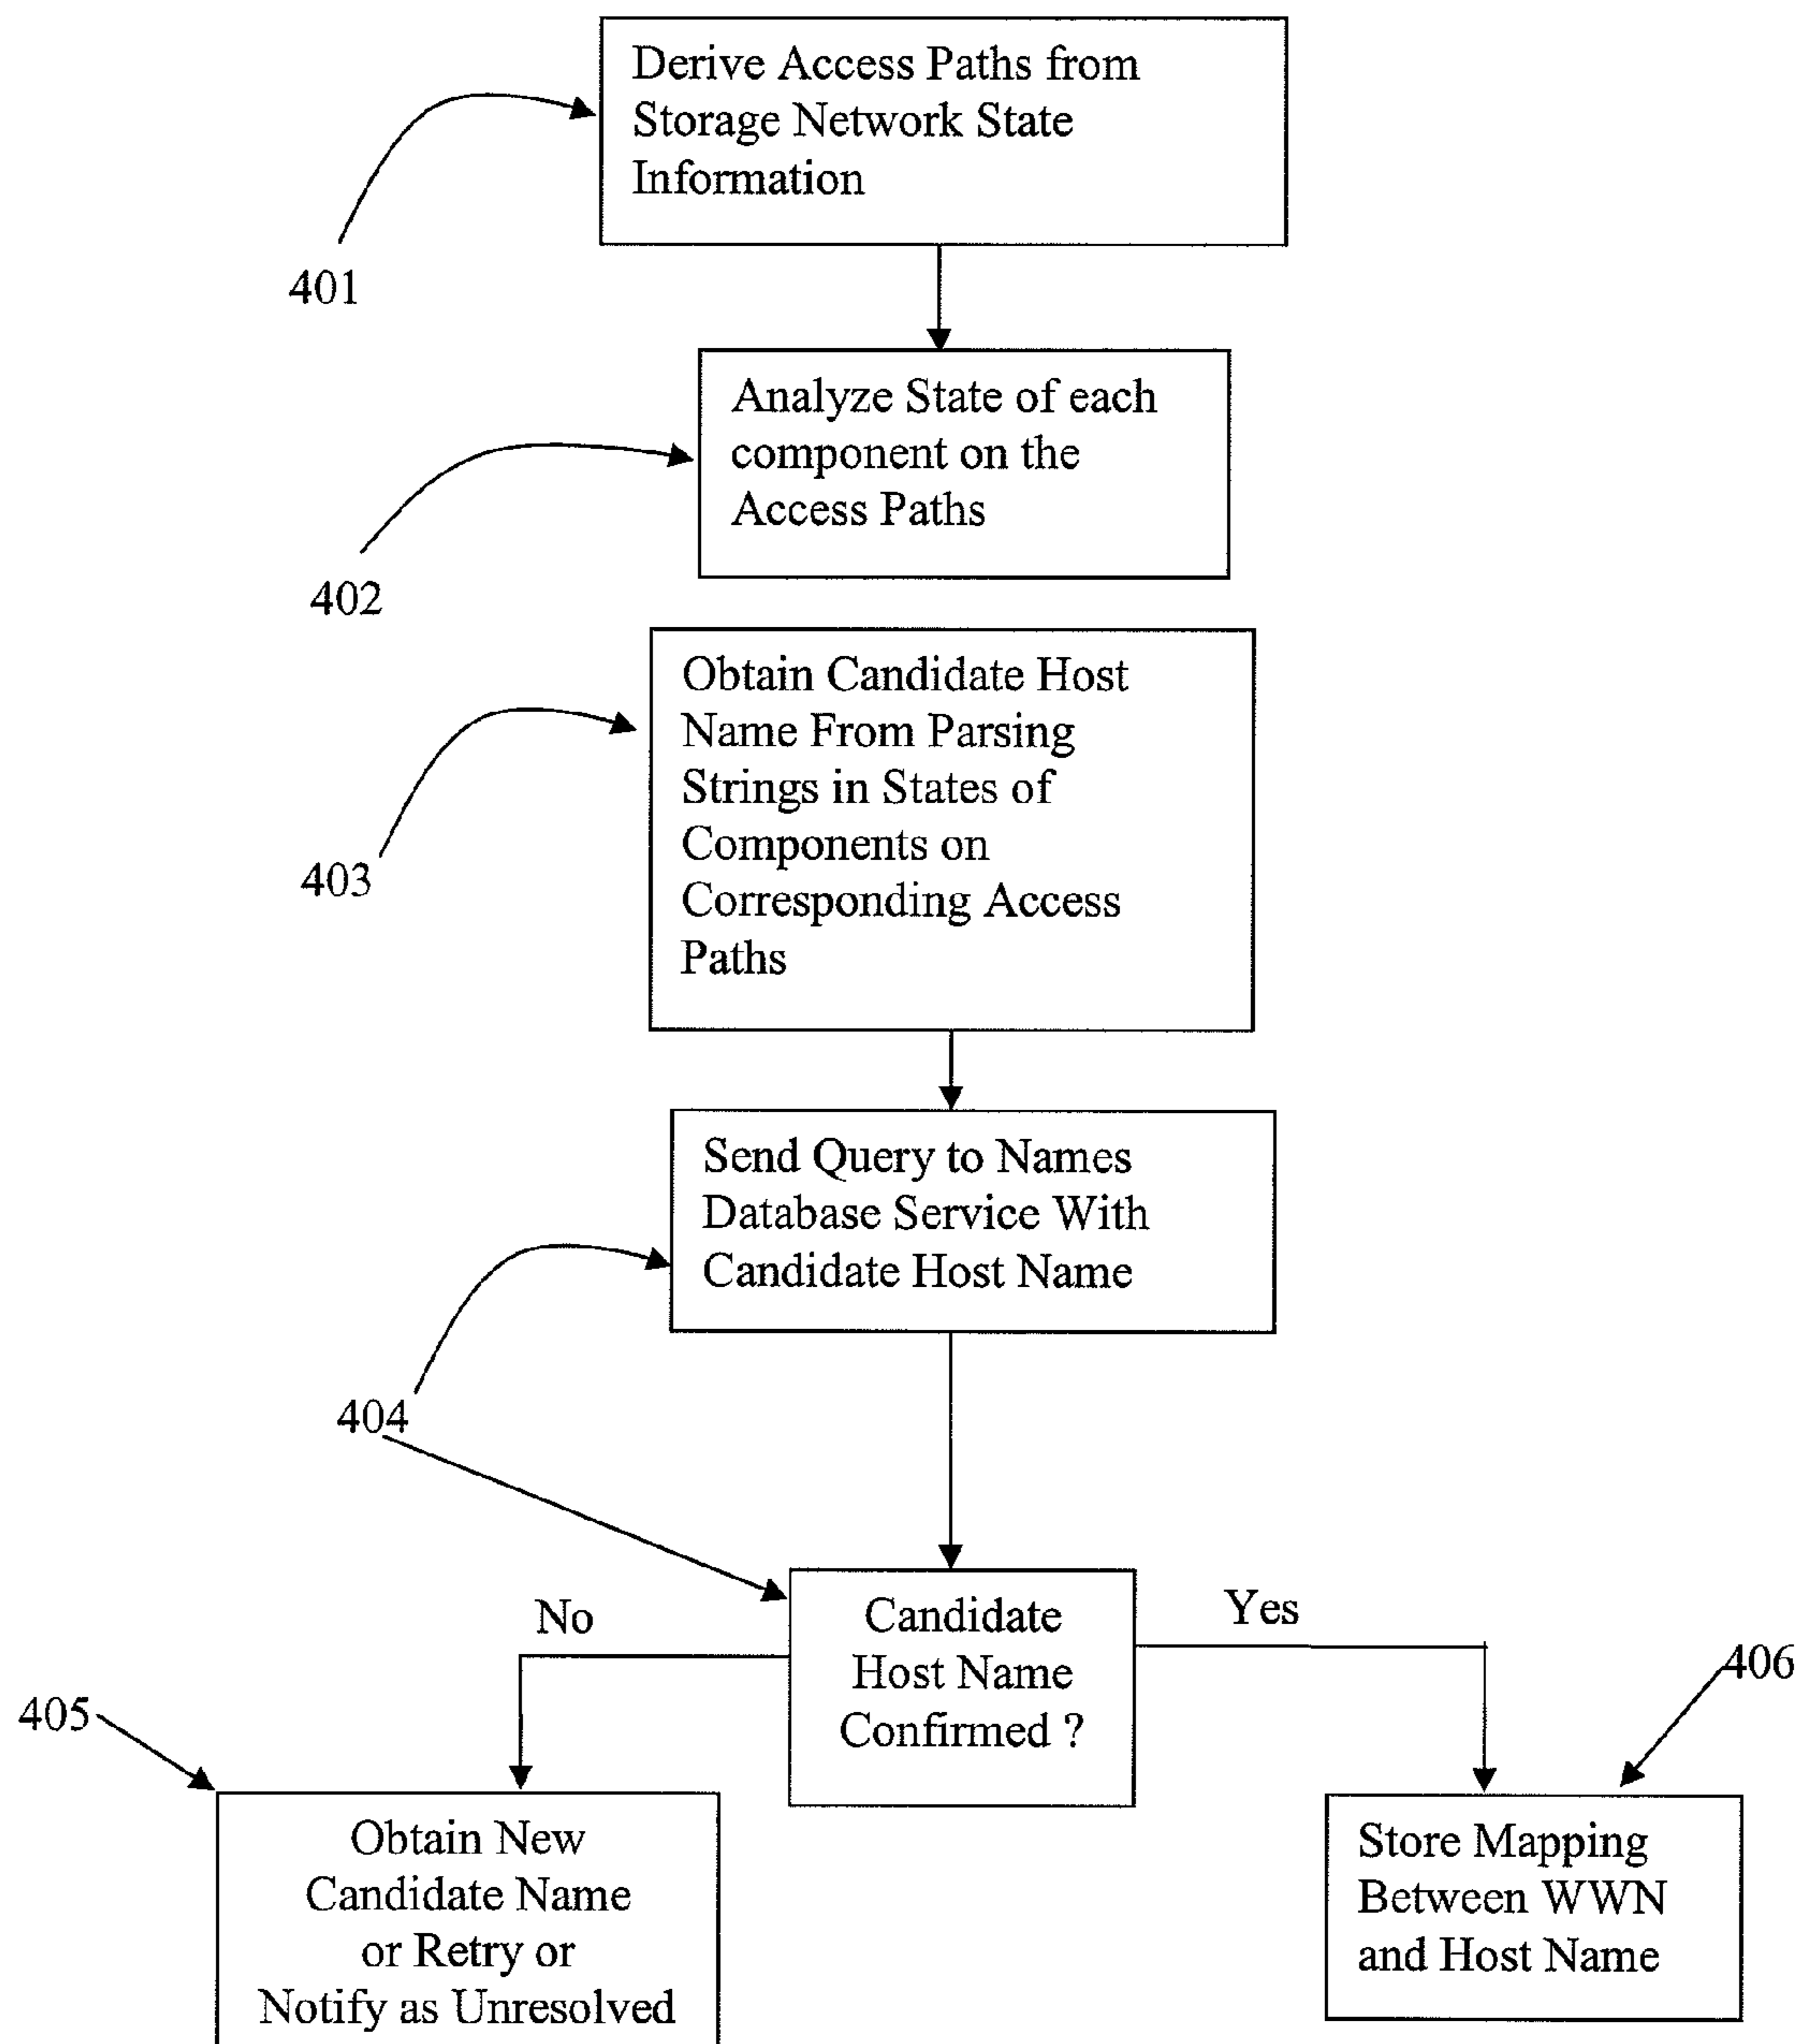 Derive Access Paths from
Storage Network State
Information
401
Analyze State of each
component on the
Access Paths
402
Obtain Candidate Host
Name From Parsing
Strings in States of
Components on
Corresponding Access
Paths
403
Send Query to Names
Database Service With
Candidate Host Name
404
Candidate
Host Name
Confirmed ?
No
Yes
405
406
Obtain New
Candidate Name
or Retry or
Notify as Unresolved
Store Mapping
Between WWN
and Host Name